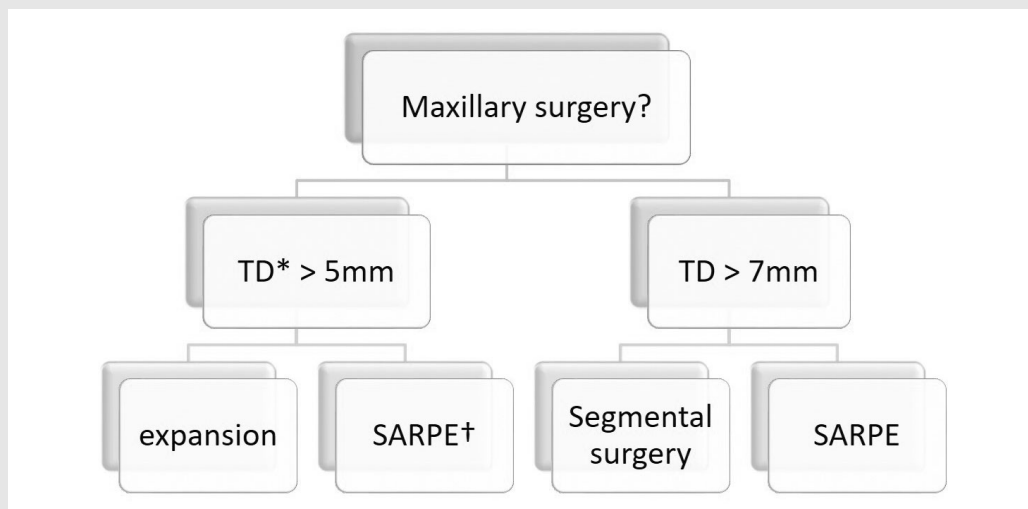 Maxillary surgery?
TD* > 5mm
TD > 7mm
expansion
SARPE†
Segmental
surgery
SARPE